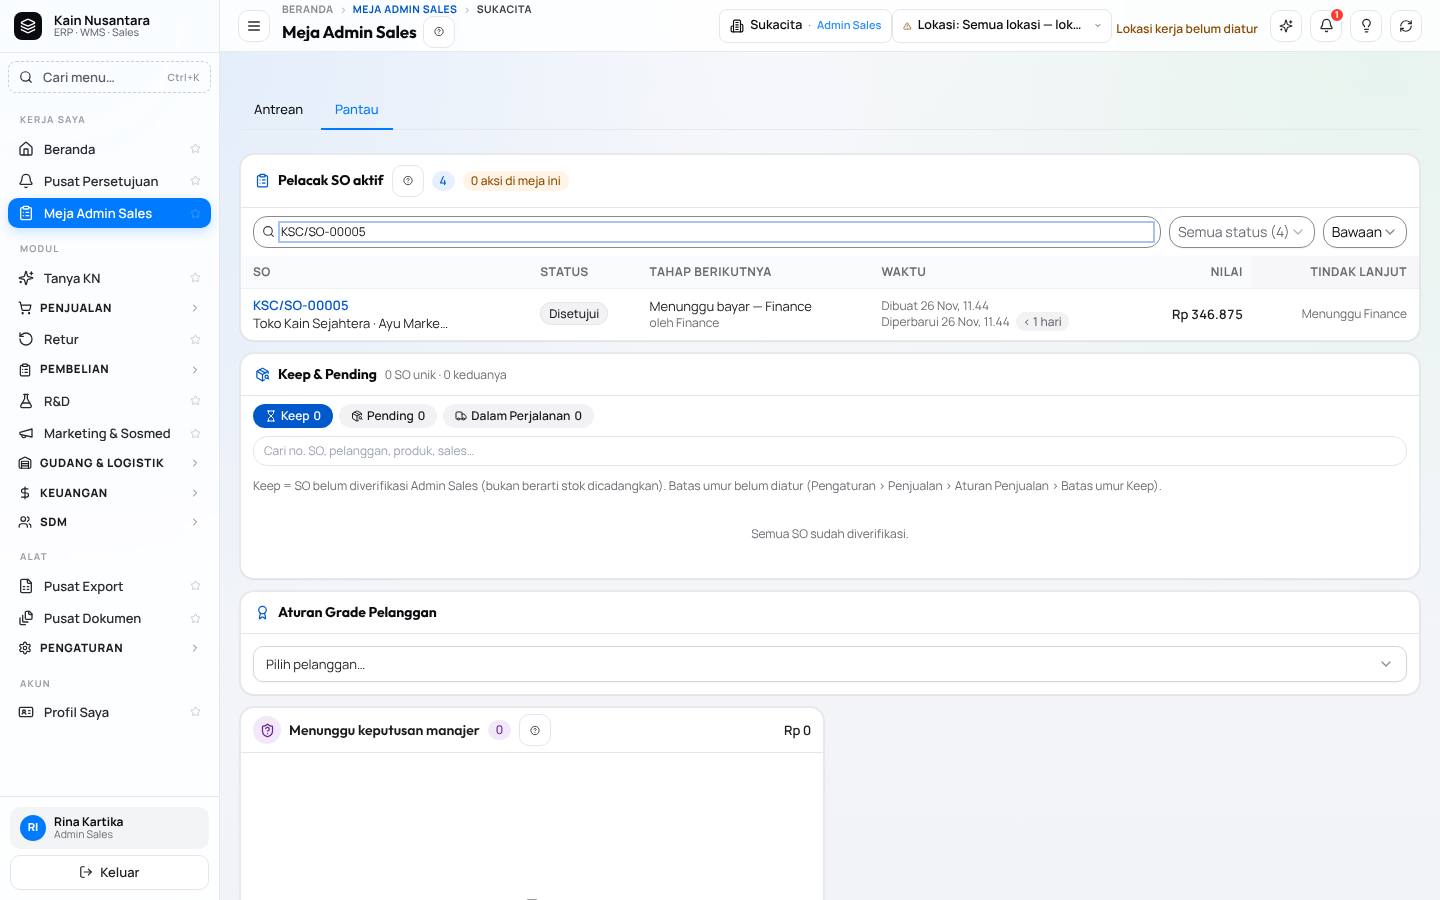 Kain Nusantara
ERP · WMS · Sales
Cari menu... Ctrl+K
KERJA SAYA
Beranda
Pusat Persetujuan
Meja Admin Sales
MODUL
Tanya KN
PENJUALAN
Retur
PEMBELIAN
R&D
Marketing & Sosmed
GUDANG & LOGISTIK
KEUANGAN
SDM
ALAT
Pusat Export
Pusat Dokumen
PENGATURAN
AKUN
Profil Saya
RI
Rina Kartika
Admin Sales
Keluar
BERANDA > MEJA ADMIN SALES > SUKACITA
Meja Admin Sales
Sukacita · Admin Sales
Lokasi: Semua lokasi — lok...
Lokasi kerja belum diatur
1
Antrean Pantau
Pelacak SO aktif 4 0 aksi di meja ini
KSC/SO-00005 Semua status (4) Bawaan
SO STATUS TAHAP BERIKUTNYA WAKTU NILAI TINDAK LANJUT
KSC/SO-00005
Toko Kain Sejahtera · Ayu Marke...
Disetujui
Menunggu bayar — Finance
oleh Finance
Dibuat 26 Nov, 11.44
Diperbarui 26 Nov, 11.44 < 1 hari
Rp 346.875
Menunggu Finance
Keep & Pending 0 SO unik · 0 keduanya
Keep 0 Pending 0 Dalam Perjalanan 0
Cari no. SO, pelanggan, produk, sales...
Keep = SO belum diverifikasi Admin Sales (bukan berarti stok dicadangkan). Batas umur belum diatur (Pengaturan > Penjualan > Aturan Penjualan > Batas umur Keep).
Semua SO sudah diverifikasi.
Aturan Grade Pelanggan
Pilih pelanggan...
Menunggu keputusan manajer 0 Rp 0